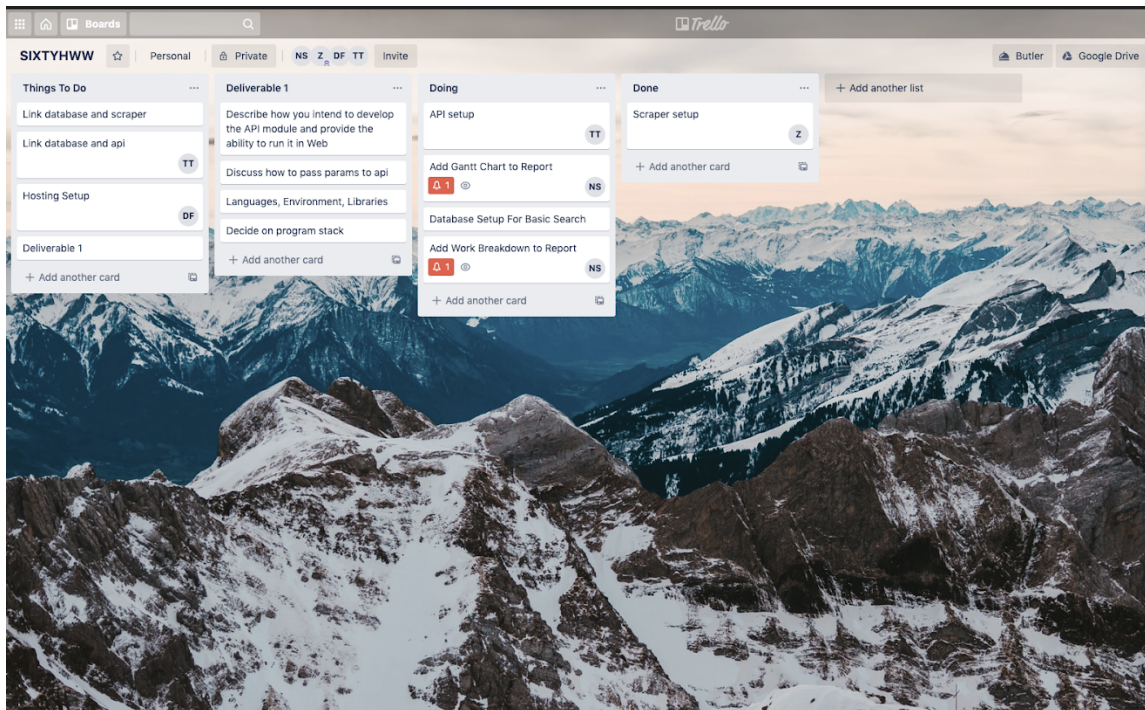 Boards
Trello
SIXTYHWW
Personal
Private
NS Z DF TT
Invite
Butler
Google Drive
Things To Do
Link database and scraper
Link database and api
TT
Hosting Setup
DF
Deliverable 1
+ Add another card
Deliverable 1
Describe how you intend to develop
the API module and provide the
ability to run it in Web
Discuss how to pass params to api
Languages, Environment, Libraries
Decide on program stack
+ Add another card
Doing
API setup
TT
Add Gantt Chart to Report
1
NS
Database Setup For Basic Search
Add Work Breakdown to Report
1
NS
+ Add another card
Done
Scraper setup
Z
+ Add another card
+ Add another list